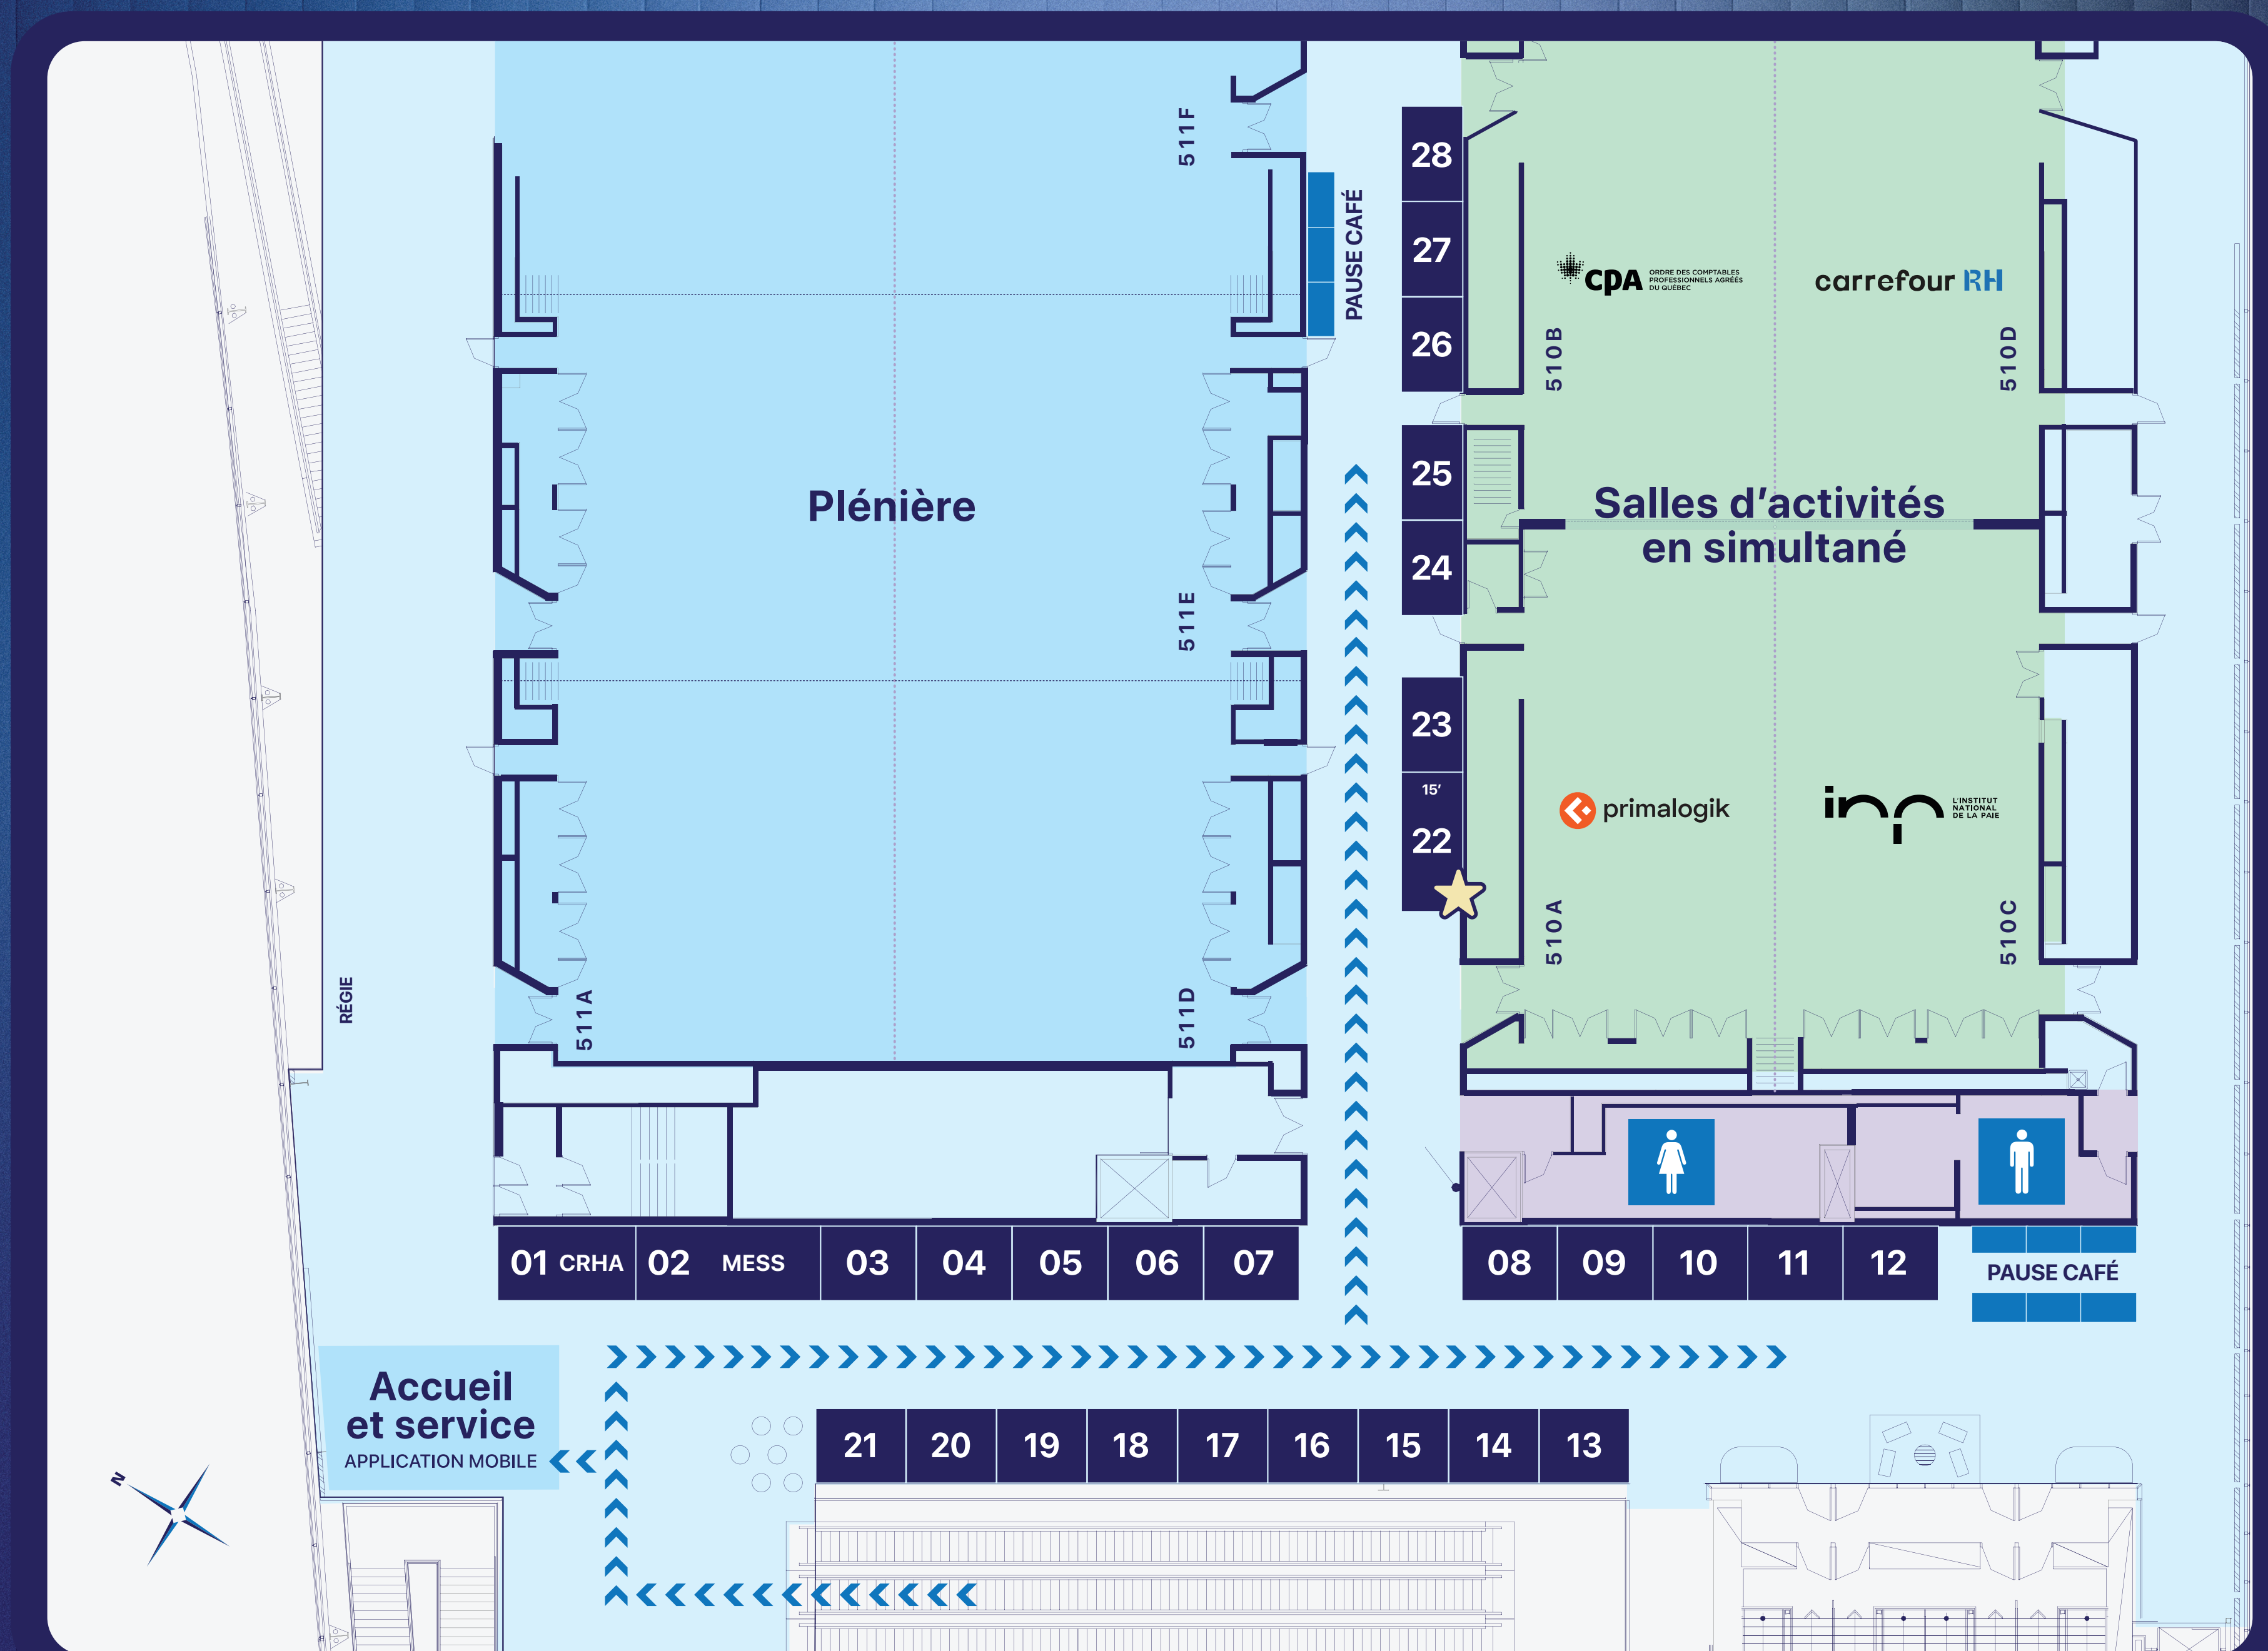 511F
PAUSE CAFÉ
28
27
26
CPA ORDRE DES COMPTABLES
PROFESSIONNELS AGRÉÉS
DU QUÉBEC
carrefour RH
510B
510D
Plénière
25
24
Salles d’activités
en simultané
511E
23
15’
22
primalogik
inp L’INSTITUT
NATIONAL
DE LA PAIE
510A
510C
RÉGIE
511A
511D
01 CRHA
02 MESS
03
04
05
06
07
08
09
10
11
12
PAUSE CAFÉ
Accueil
et service
APPLICATION MOBILE
21
20
19
18
17
16
15
14
13
N